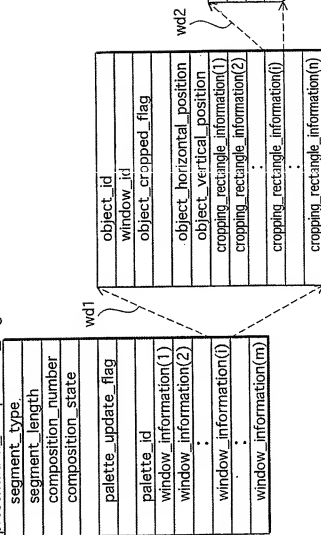 segment_type
segment_length
composition_number
composition_state
palette_update_flag
palette_id
window_information(1)
window_information(2)
:
window_information(i)
:
window_information(m)
wd1
object_id
window_id
object_cropped_flag
object_horizontal_position
object_vertical_position
cropping_rectangle_information(1)
cropping_rectangle_information(2)
:
cropping_rectangle_information(i)
:
cropping_rectangle_information(n)
wd2